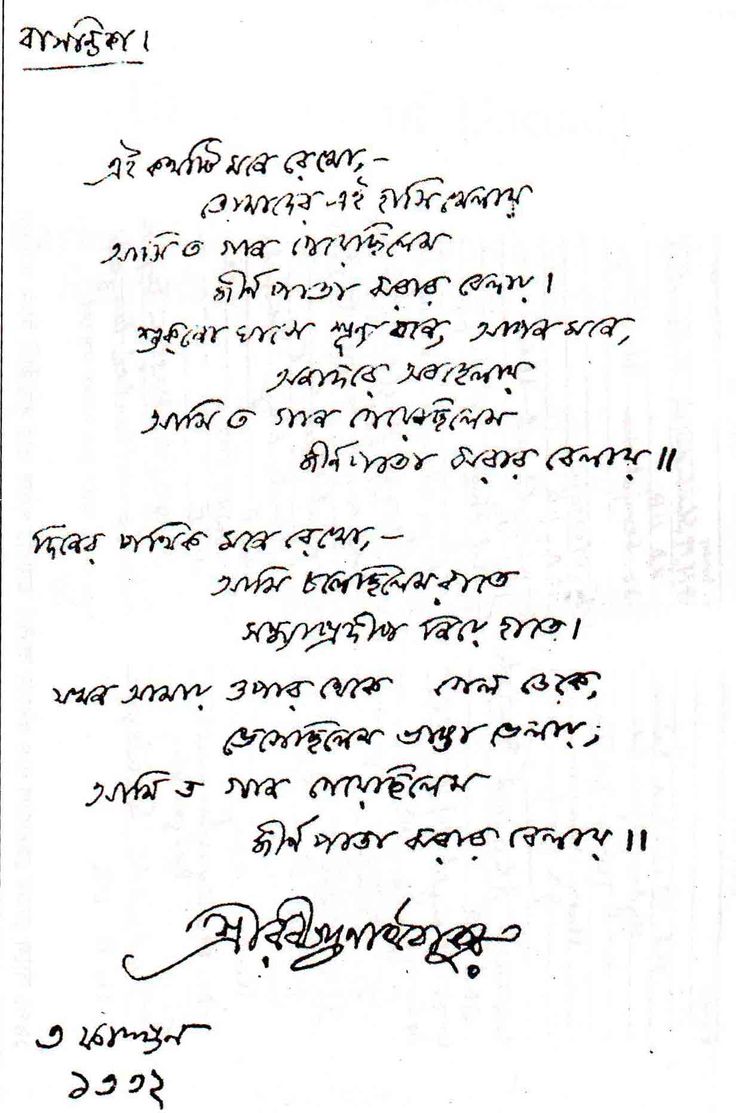 বাসন্তিকা।
এই কথাটি মনে রেখো,–
তোমাদের এই হাসি খেলায়
আমি ত গান গেয়েছিলেম
জীর্ণ পাতা ঝরার বেলায়।
শুকনো ঘাসে শূন্য বনে, আপন মনে,
অনাদরে অবহেলায়
আমি ত গান গেয়েছিলেম
জীর্ণ পাতা ঝরার বেলায়॥
দিনের পথিক মনে রেখো,–
আমি চলেছিলেম রাতে
সন্ধ্যাপ্রদীপ নিয়ে হাতে।
যখন আমায় ওপার থেকে গেল ডেকে,
ভেসেছিলেম ভাঙা ভেলায়;
আমি ত গান গেয়েছিলেম
জীর্ণ পাতা ঝরার বেলায়॥
শ্রীরবীন্দ্রনাথ ঠাকুর
৩ ফাল্গুন
১৩৩২